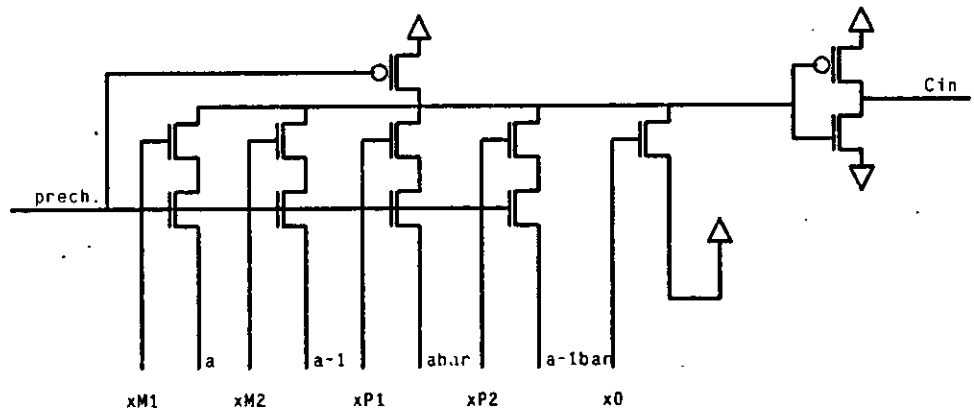 Cin
prech.
a
a-1
abar
a-1bar
xM1
xM2
xP1
xP2
x0